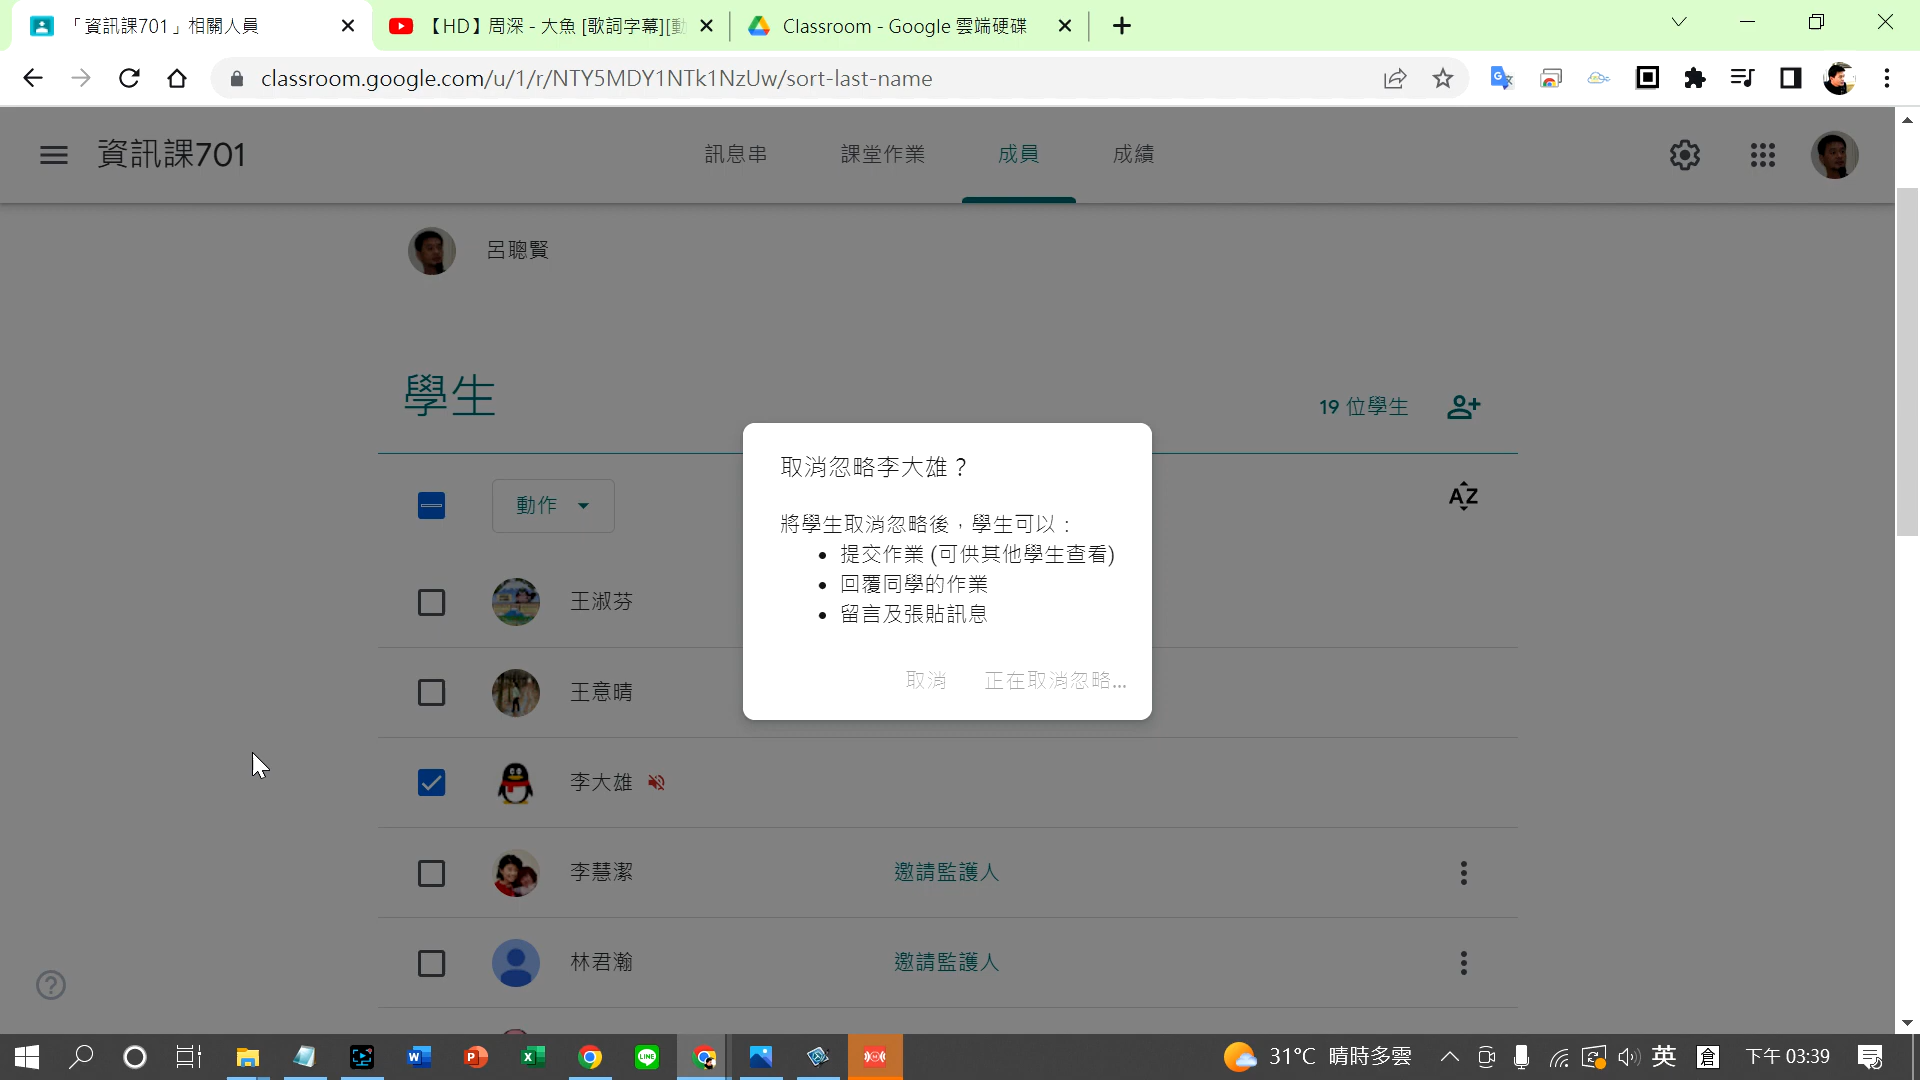 「資訊課701」相關人員
【HD】周深 - 大魚 [歌詞字幕][動
Classroom - Google 雲端硬碟
classroom.google.com/u/1/r/NTY5MDY1NTk1NzUw/sort-last-name
資訊課701
訊息串
課堂作業
成員
成績
呂聰賢
學生
19 位學生
動作
AZ
王淑芬
王意晴
李大雄
李慧潔
邀請監護人
林君瀚
邀請監護人
取消忽略李大雄？
將學生取消忽略後，學生可以：
• 提交作業 (可供其他學生查看)
• 回覆同學的作業
• 留言及張貼訊息
取消
正在取消忽略...
31°C 晴時多雲
英
倉
下午 03:39